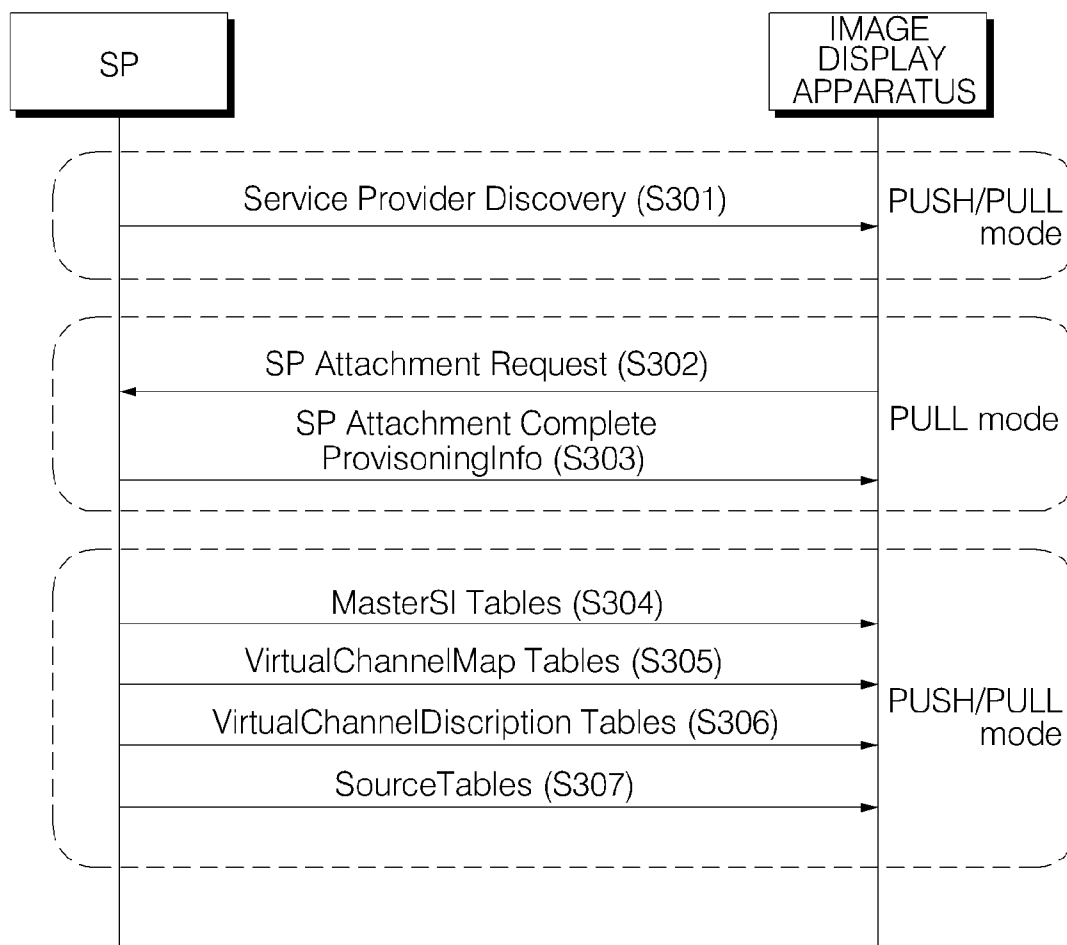 SP
IMAGE
DISPLAY
APPARATUS
Service Provider Discovery (S301)
PUSH/PULL
mode
SP Attachment Request (S302)
SP Attachment Complete
ProvisoningInfo (S303)
PULL mode
MasterSI Tables (S304)
VirtualChannelMap Tables (S305)
VirtualChannelDiscription Tables (S306)
SourceTables (S307)
PUSH/PULL
mode